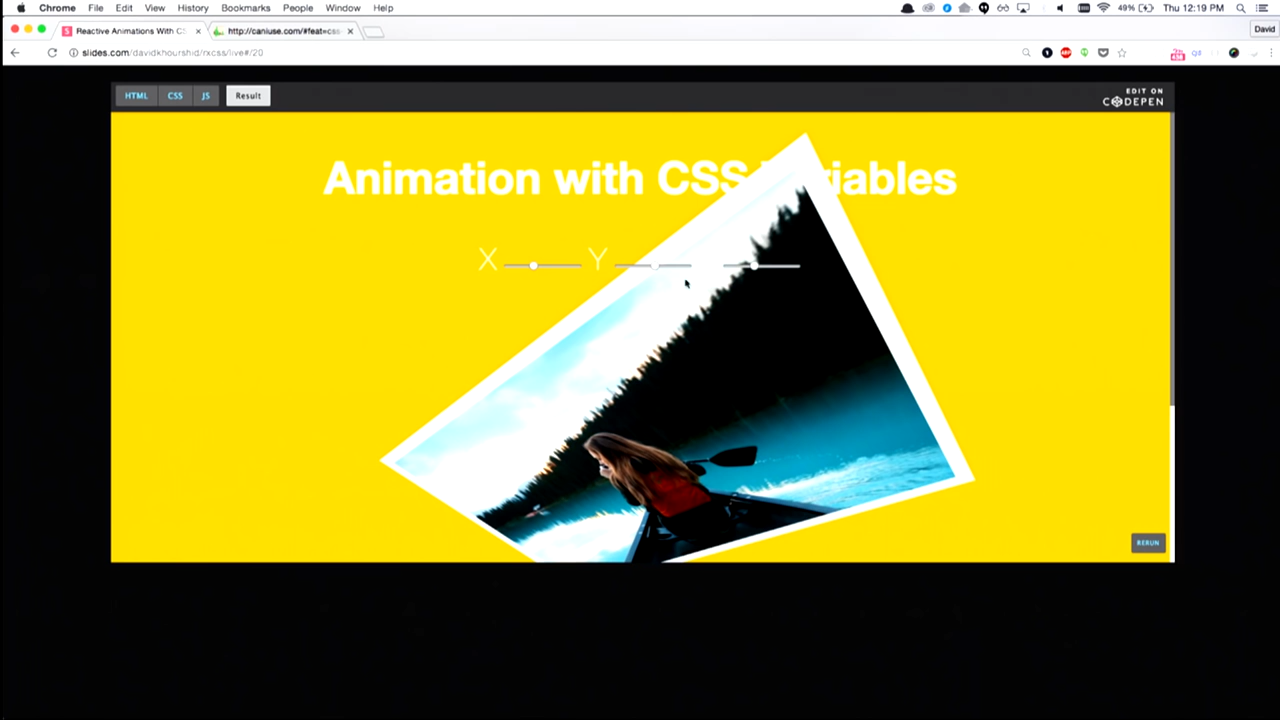 Chrome File Edit View History Bookmarks People Window Help 49% Thu 12:19 PM
Reactive Animations With CS × http://caniuse.com/#feat=css- × David
slides.com/davidkhourshid/rxcss/live#/20
HTML CSS JS Result EDIT ON
CODEPEN
Animation with CSS iables
X Y
RERUN